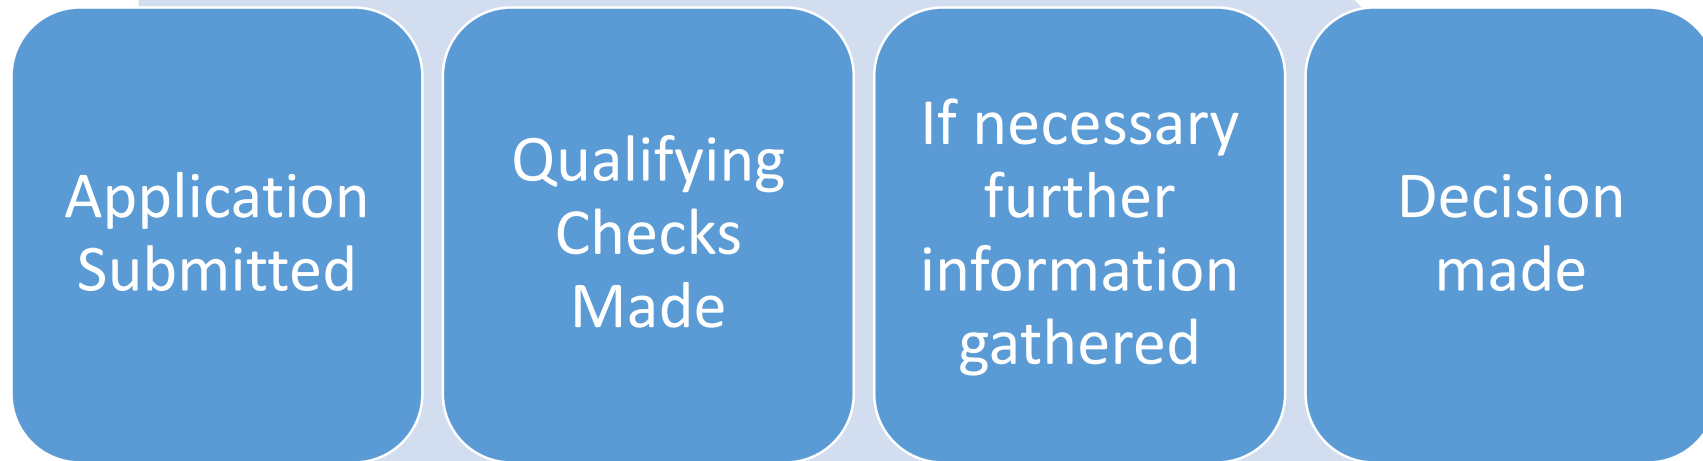 Application
Submitted
Qualifying
Checks
Made
If necessary
further
information
gathered
Decision
made